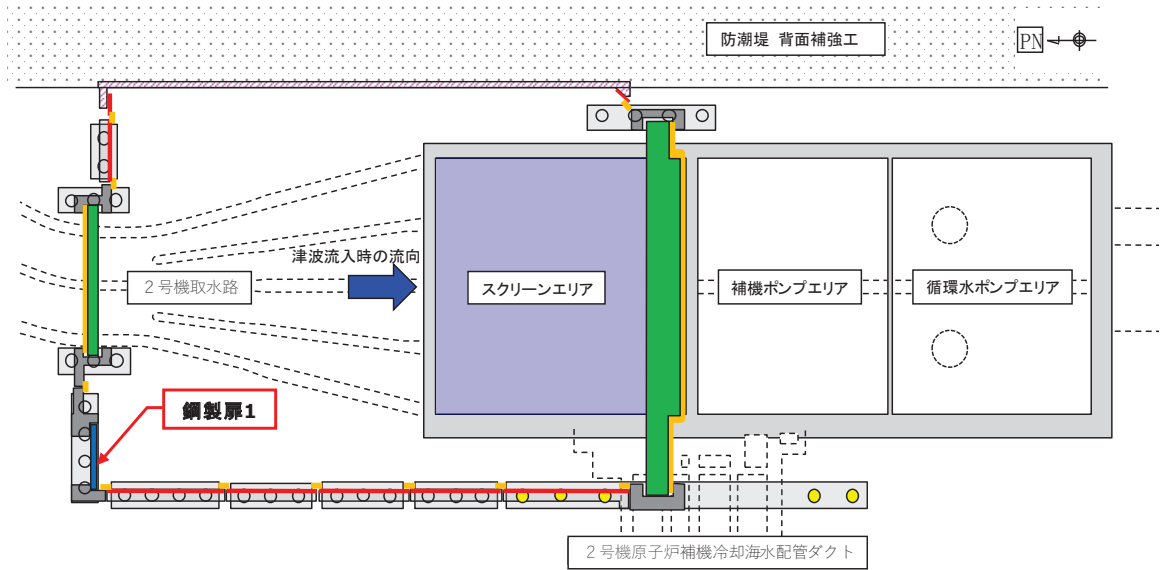 防潮堤 背面補強工
PN
津波流入時の流向
2号機取水路
スクリーンエリア
補機ポンプエリア
循環水ポンプエリア
鋼製扉1
2号機原子炉補機冷却海水配管ダクト